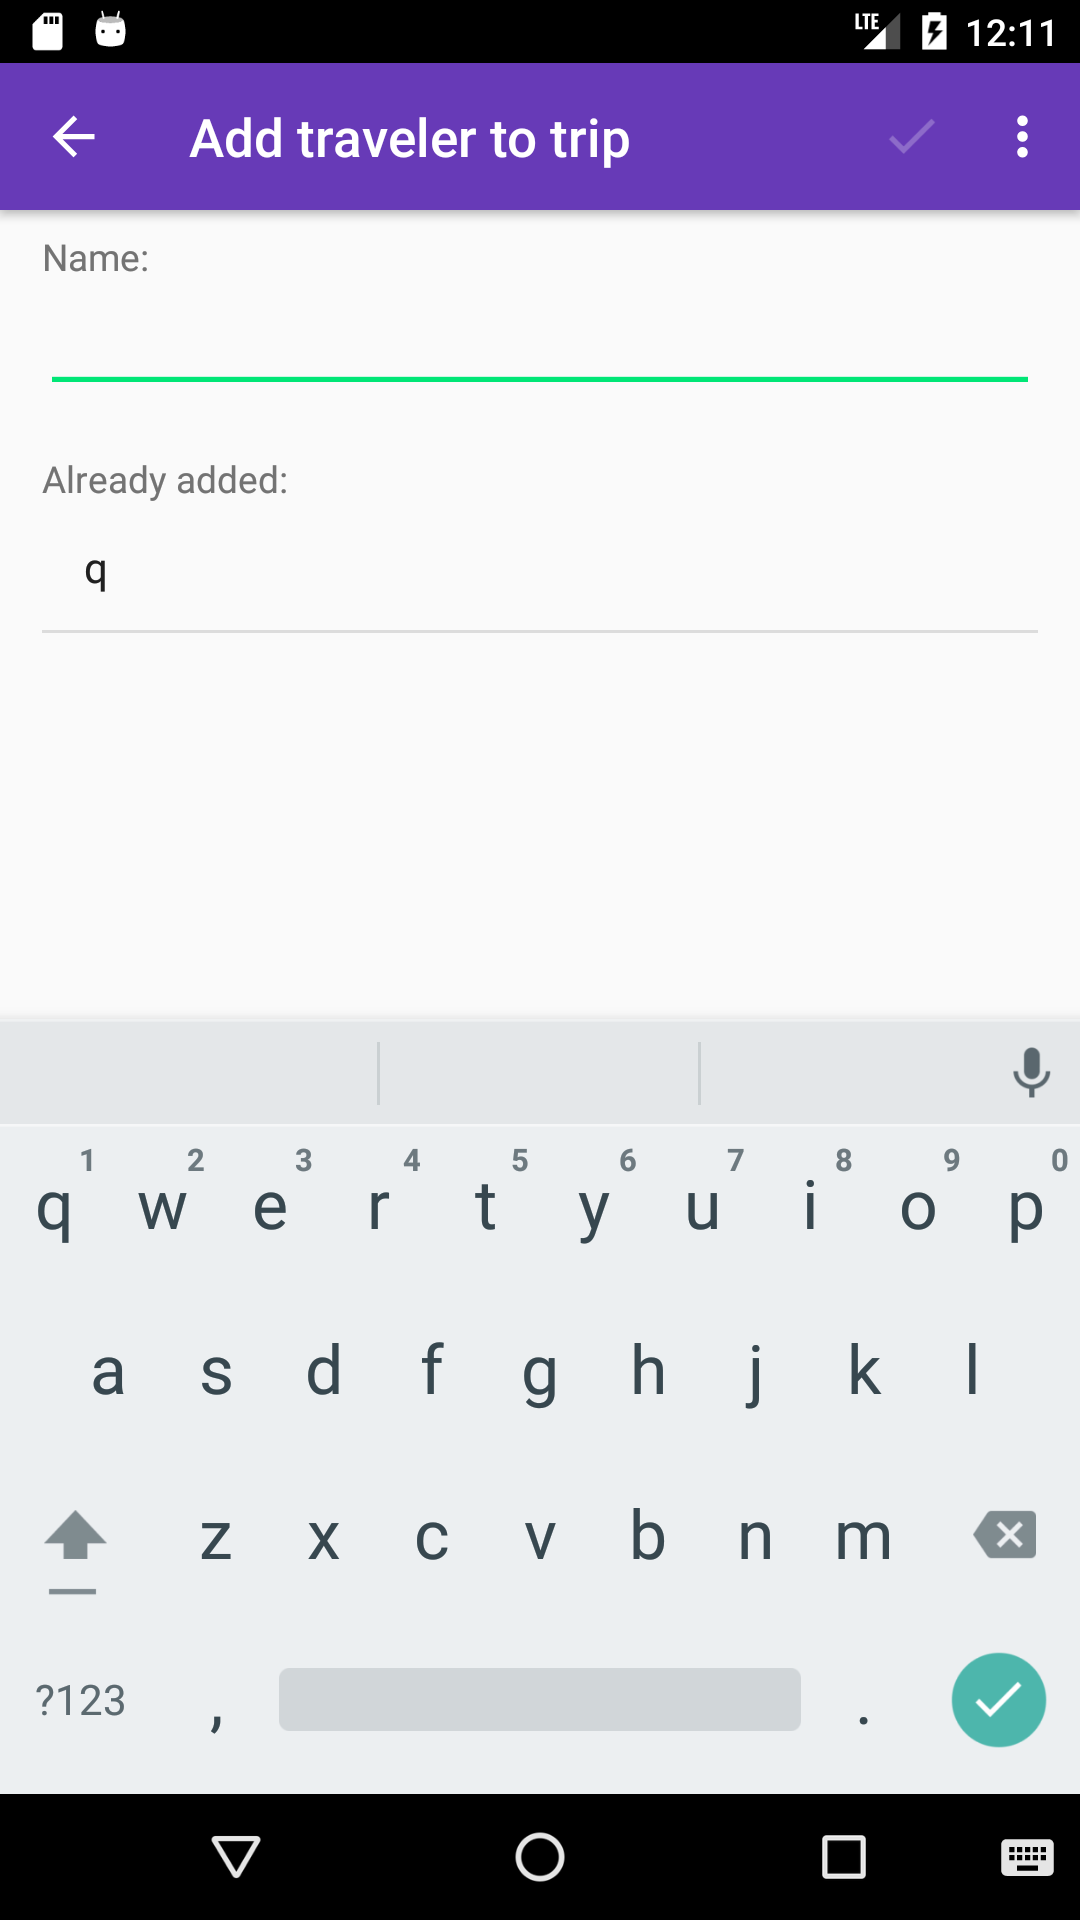 LTE 12:11
Add traveler to trip
Name:
Already added:
q
1 2 3 4 5 6 7 8 9 0
q w e r t y u i o p
a s d f g h j k l
z x c v b n m
?123 , .